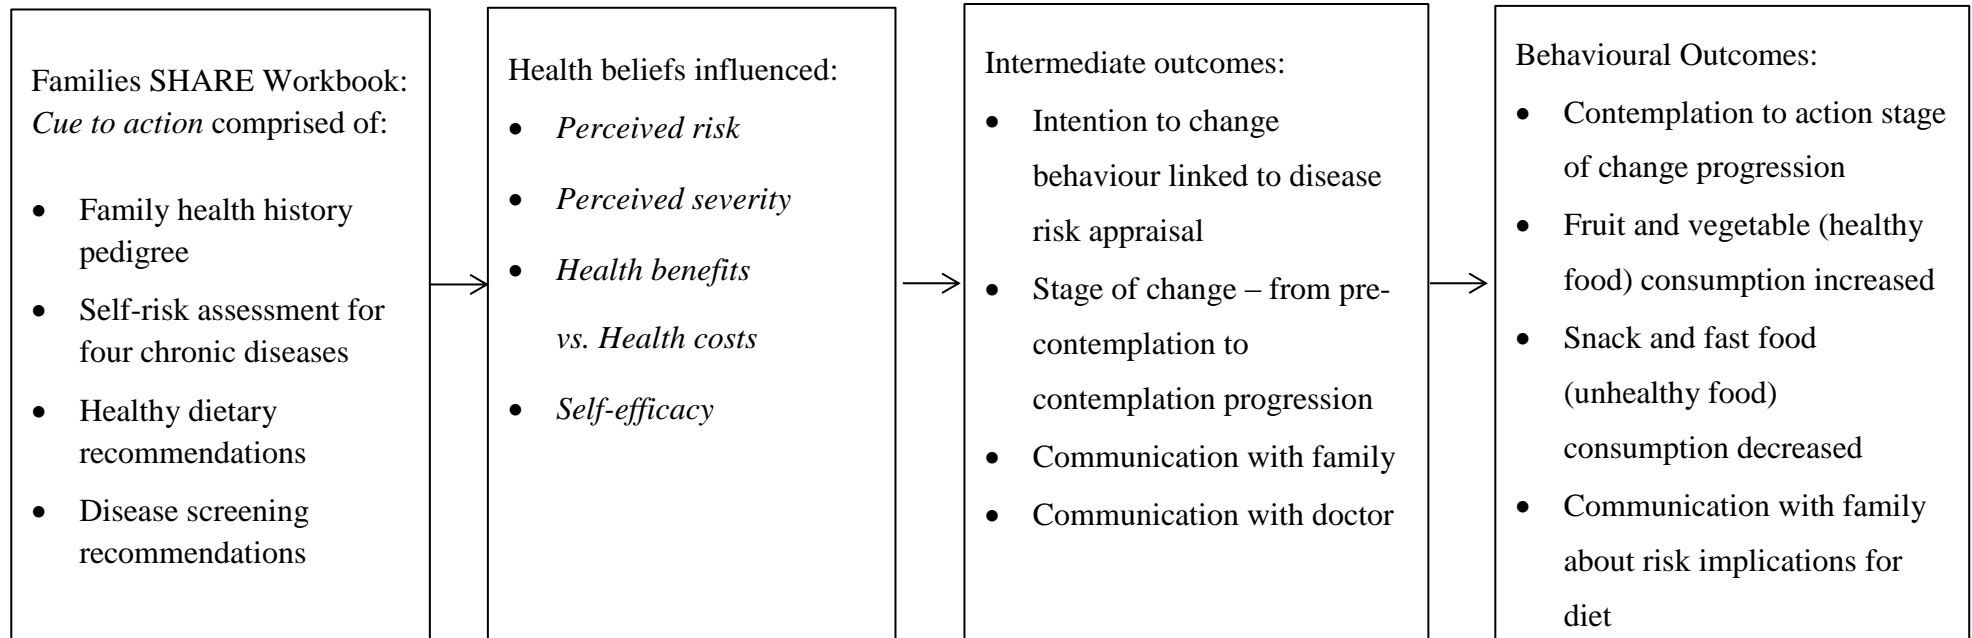 Families SHARE Workbook:
Cue to action comprised of:
• Family health history
pedigree
• Self-risk assessment for
four chronic diseases
• Healthy dietary
recommendations
• Disease screening
recommendations
Health beliefs influenced:
• Perceived risk
• Perceived severity
• Health benefits
vs. Health costs
• Self-efficacy
Intermediate outcomes:
• Intention to change
behaviour linked to disease
risk appraisal
• Stage of change – from pre-
contemplation to
contemplation progression
• Communication with family
• Communication with doctor
Behavioural Outcomes:
• Contemplation to action stage
of change progression
• Fruit and vegetable (healthy
food) consumption increased
• Snack and fast food
(unhealthy food)
consumption decreased
• Communication with family
about risk implications for
diet